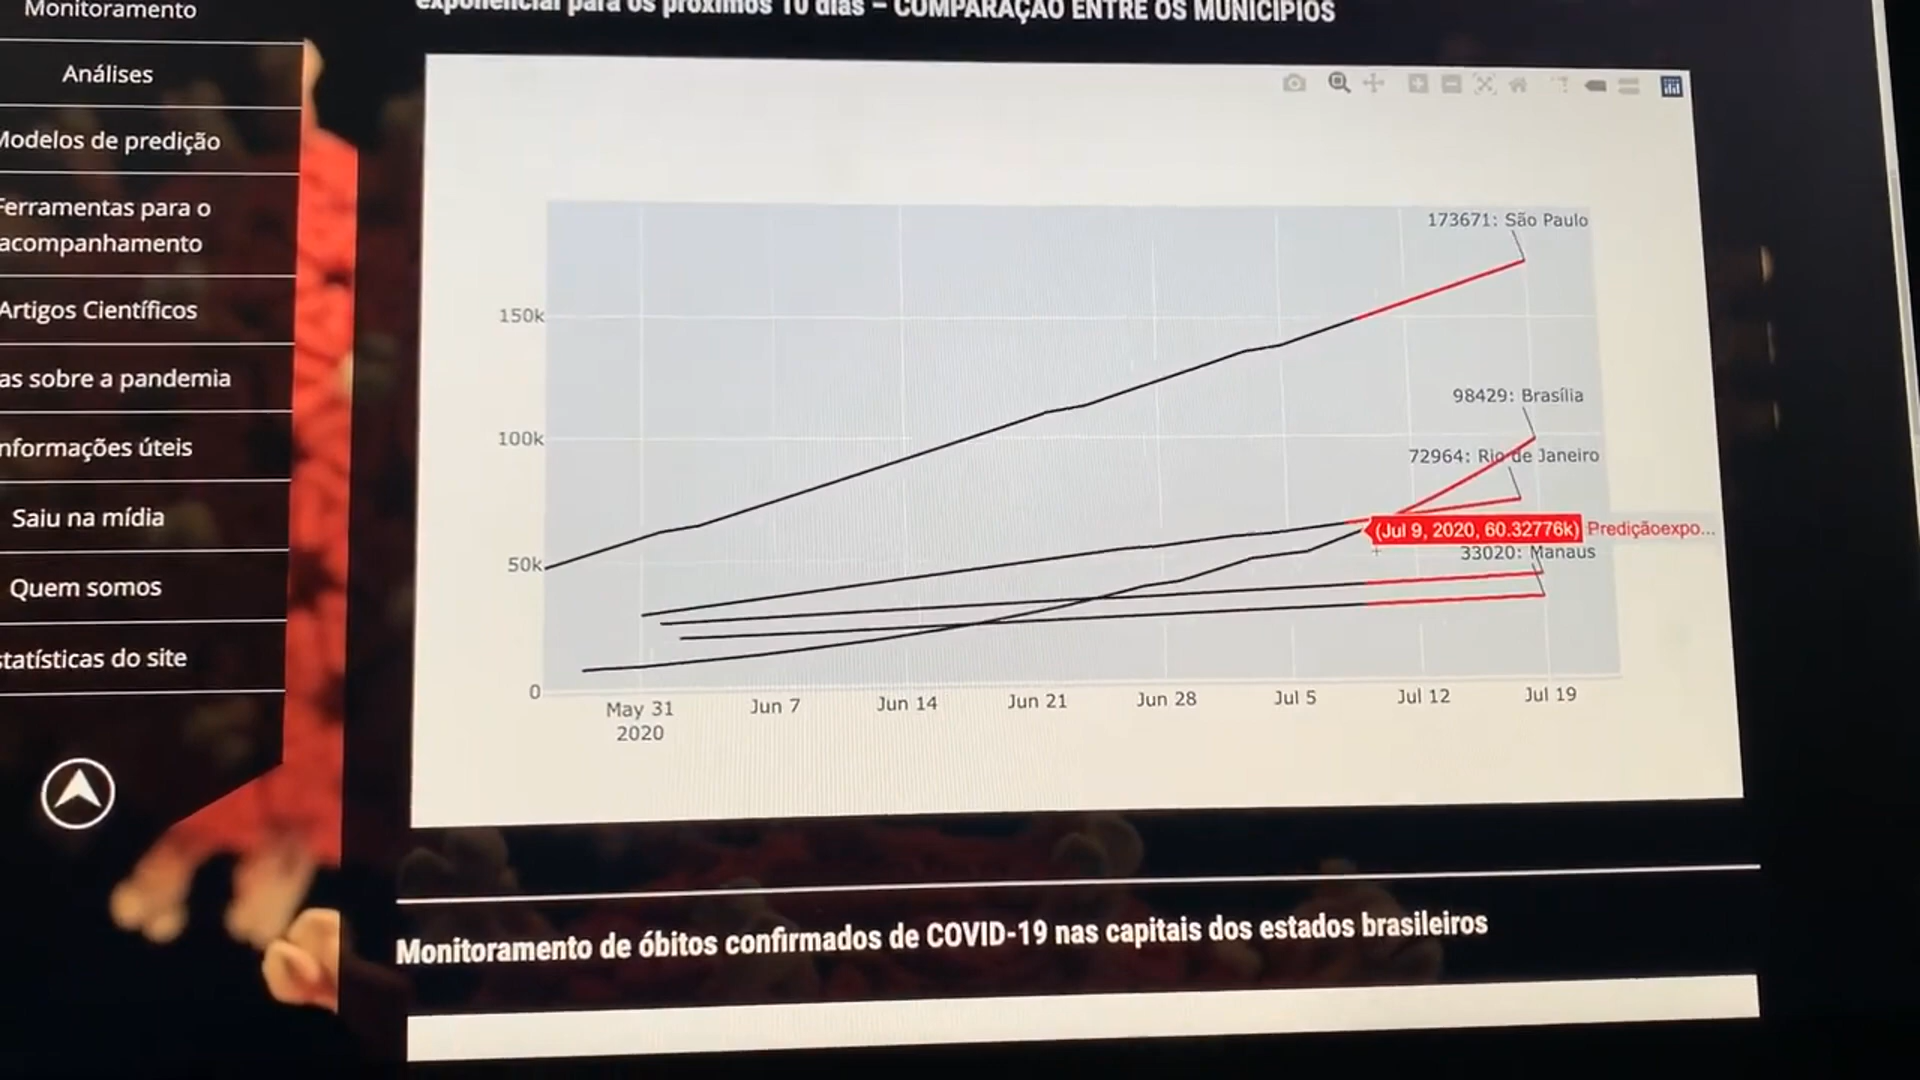 Monitoramento
Análises
Modelos de predição
Ferramentas para o
acompanhamento
Artigos Científicos
as sobre a pandemia
nformações úteis
Saiu na mídia
Quem somos
statísticas do site
exponencial para os próximos 10 dias – COMPARAÇÃO ENTRE OS MUNICÍPIOS
173671: São Paulo
150k
98429: Brasília
100k
72964: Rio de Janeiro
(Jul 9, 2020, 60.32776k) Prediçãoexpo...
33020: Manaus
50k
0
May 31
2020
Jun 7
Jun 14
Jun 21
Jun 28
Jul 5
Jul 12
Jul 19
Monitoramento de óbitos confirmados de COVID-19 nas capitais dos estados brasileiros